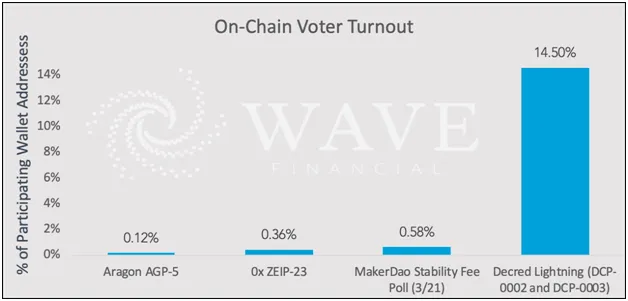 On-Chain Voter Turnout
% of Participating Wallet Addressess
14%
12%
10%
8%
6%
4%
2%
0%
0.12%
0.36%
0.58%
14.50%
WAVE
FINANCIAL
Aragon AGP-5
0x ZEIP-23
MakerDao Stability Fee
Poll (3/21)
Decred Lightning (DCP-
0002 and DCP-0003)